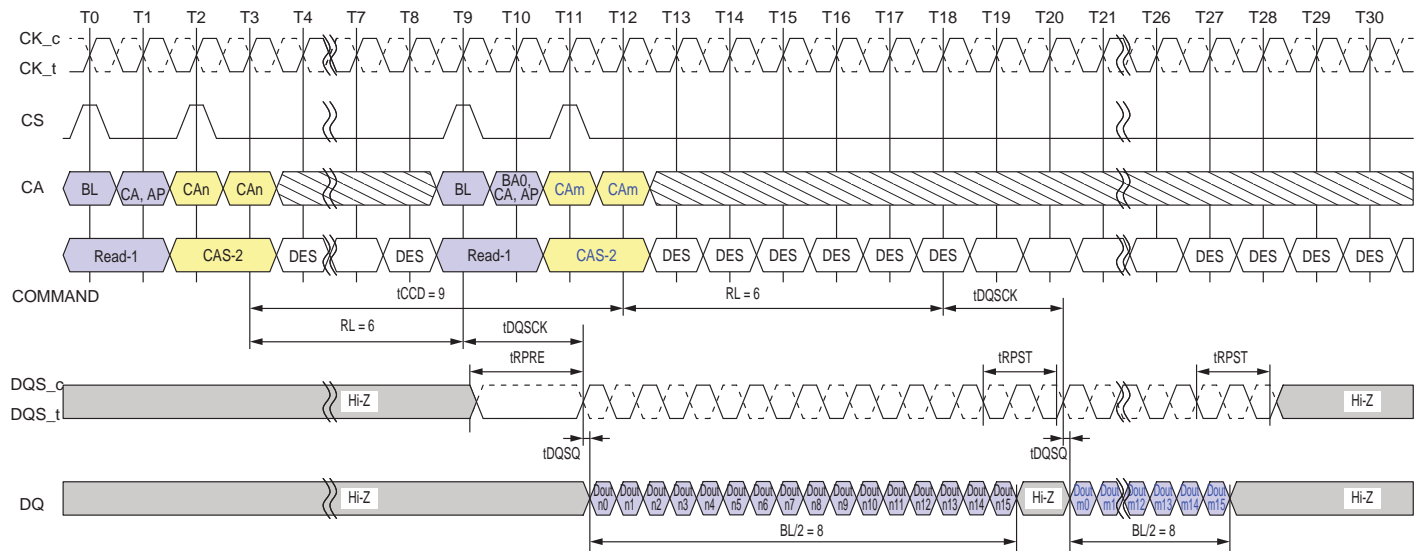 T0 T1 T2 T3 T4 T7 T8 T9 T10 T11 T12 T13 T14 T15 T16 T17 T18 T19 T20 T21 T26 T27 T28 T29 T30
CK_c
CK_t
CS
CA BL CA, AP CAn CAn BL BA0, CA, AP CAm CAm
Read-1 CAS-2 DES DES Read-1 CAS-2 DES DES DES DES DES DES DES DES DES DES
COMMAND
tCCD = 9 RL = 6 tDQSCK
RL = 6 tDQSCK
tRPRE tRPST tRPST
DQS_c
DQS_t
Hi-Z Hi-Z
tDQSQ tDQSQ
DQ Hi-Z Dout n0 Dout n1 Dout n2 Dout n3 Dout n4 Dout n5 Dout n6 Dout n7 Dout n8 Dout n9 Dout n10 Dout n11 Dout n12 Dout n13 Dout n14 Dout n15 Hi-Z Dout m0 Dout m1 Dout m12 Dout m13 Dout m14 Dout m15 Hi-Z
BL/2 = 8 BL/2 = 8